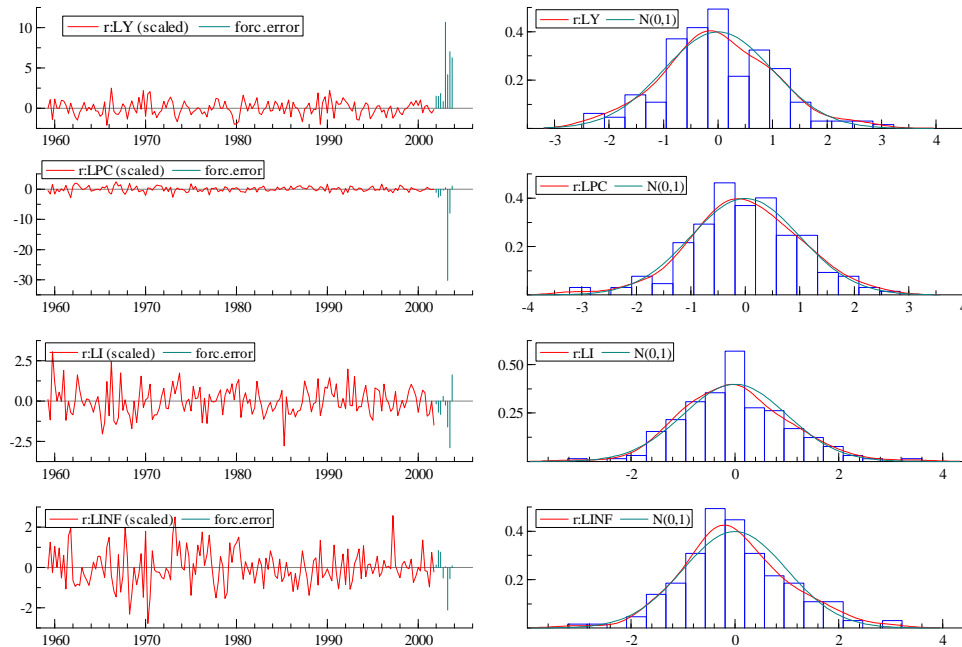 r:LY (scaled) forc.error
10
5
0
1960 1970 1980 1990 2000
r:LY N(0,1)
0.4
0.2
-3 -2 -1 0 1 2 3 4
r:LPC (scaled) forc.error
0
-10
-20
-30
1960 1970 1980 1990 2000
r:LPC N(0,1)
0.4
0.2
-4 -3 -2 -1 0 1 2 3 4
r:LI (scaled) forc.error
2.5
0.0
-2.5
1960 1970 1980 1990 2000
r:LI N(0,1)
0.50
0.25
-2 0 2 4
r:LINF (scaled) forc.error
2
0
-2
1960 1970 1980 1990 2000
r:LINF N(0,1)
0.4
0.2
-2 0 2 4